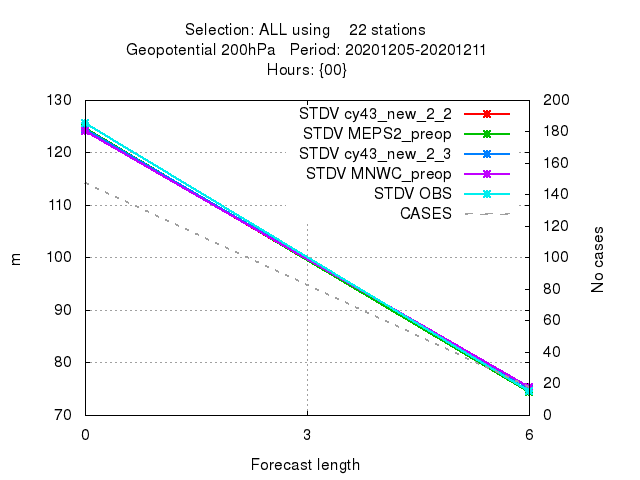 Selection: ALL using    22 stations
Geopotential 200hPa   Period: 20201205-20201211
Hours: {00}
130
120
110
100
90
80
70
200
180
160
140
120
100
80
60
40
20
0
STDV cy43_new_2_2
STDV MEPS2_preop
STDV cy43_new_2_3
STDV MNWC_preop
STDV OBS
CASES
m
No cases
0 3 6
Forecast length